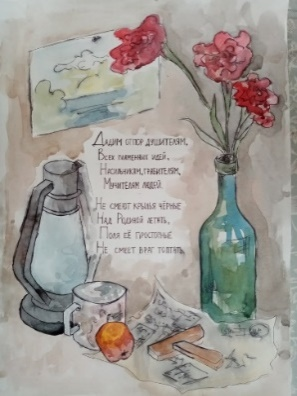 Дадим отпор душителям
Всех пламенных идей,
Насильникам, грабителям,
Мучителям людей.
Не смеют крылья чёрные
Над Родиной летать,
Поля её просторные
Не смеет враг топтать.